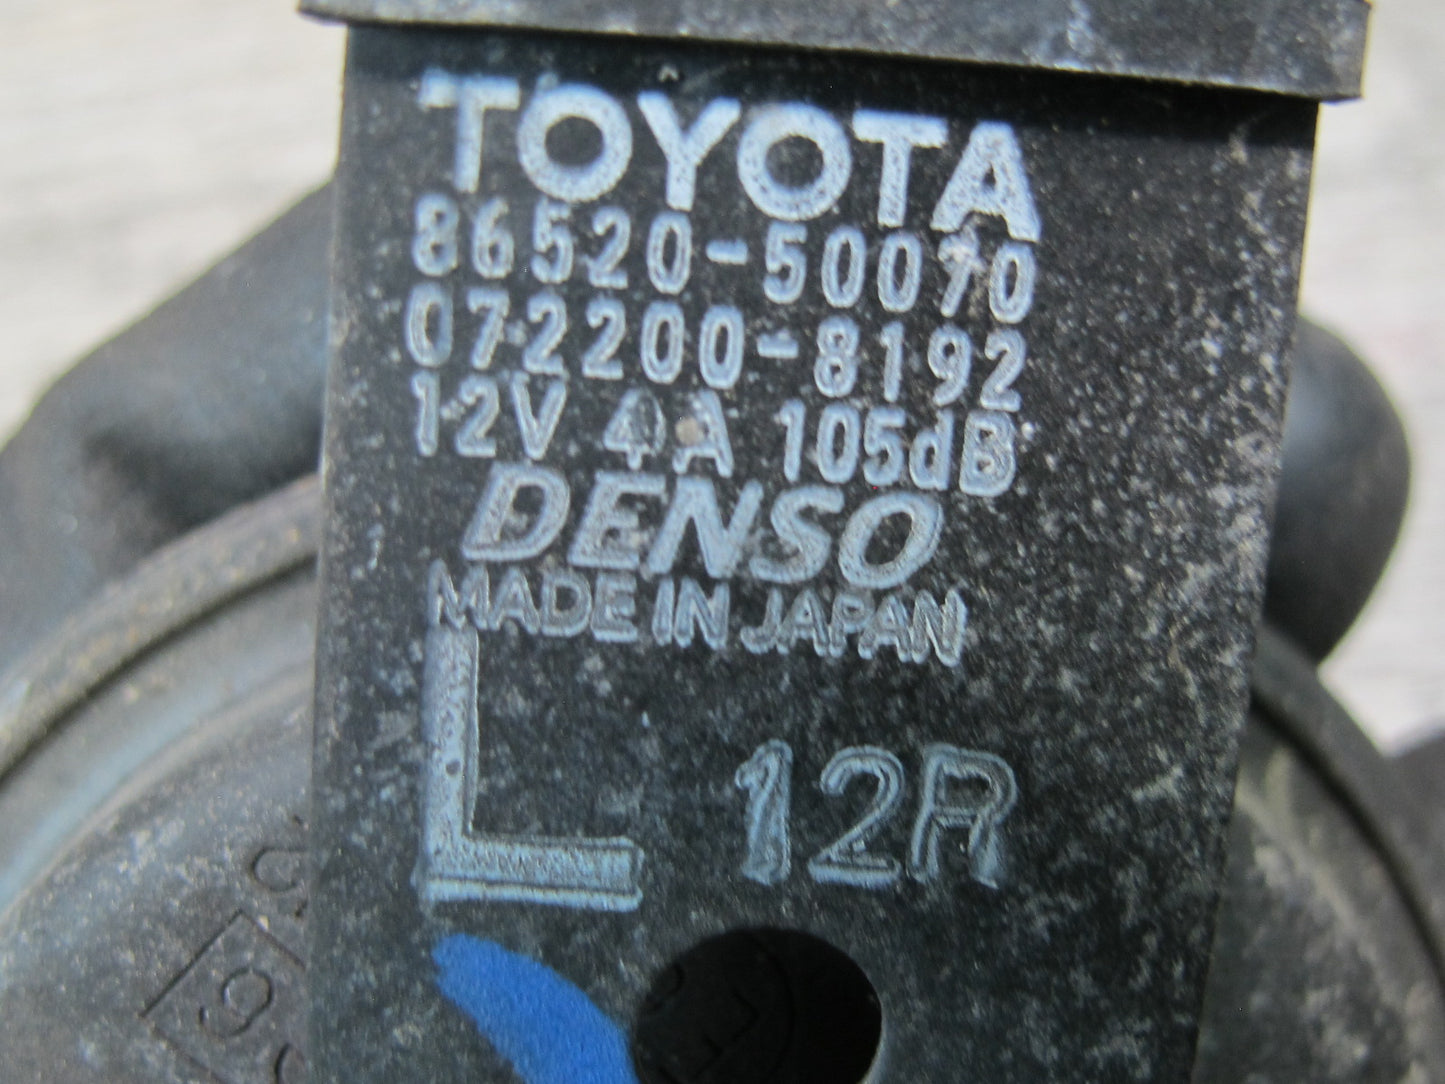 TOYOTA
86520-50070
072200-8192
12V 4A 105dB
DENSO
MADE IN JAPAN
L 12R